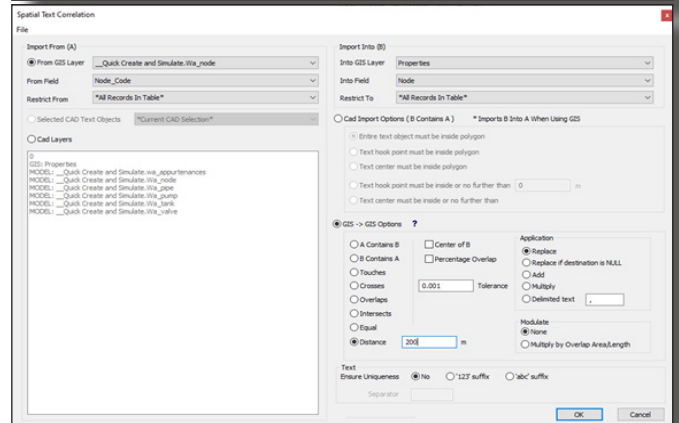 Spatial Text Correlation
x
File
Import From (A)
From GIS Layer
__Quick Create and Simulate.Wa_node
From Field
Node_Code
Restrict From
*All Records In Table*
Selected CAD Text Objects
*Current CAD Selection*
Cad Layers
0
GIS: Properties
MODEL: __Quick Create and Simulate.wa_appurtenances
MODEL: __Quick Create and Simulate.Wa_node
MODEL: __Quick Create and Simulate.Wa_pipe
MODEL: __Quick Create and Simulate.Wa_pump
MODEL: __Quick Create and Simulate.Wa_tank
MODEL: __Quick Create and Simulate.Wa_valve
Import Into (B)
Into GIS Layer
Properties
Into Field
Node
Restrict To
*All Records In Table*
Cad Import Options ( B Contains A )
* Imports B Into A When Using GIS
Entire text object must be inside polygon
Text hook point must be inside polygon
Text center must be inside polygon
Text hook point must be inside or no further than
0
m
Text center must be inside or no further than
GIS -> GIS Options
?
A Contains B
B Contains A
Touches
Crosses
Overlaps
Intersects
Equal
Distance
200
m
Center of B
Percentage Overlap
0.001
Tolerance
Application
Replace
Replace if destination is NULL
Add
Multiply
Delimited text
,
Modulate
None
Multiply by Overlap Area/Length
Text
Ensure Uniqueness
No
'123' suffix
'abc' suffix
Separator
OK
Cancel